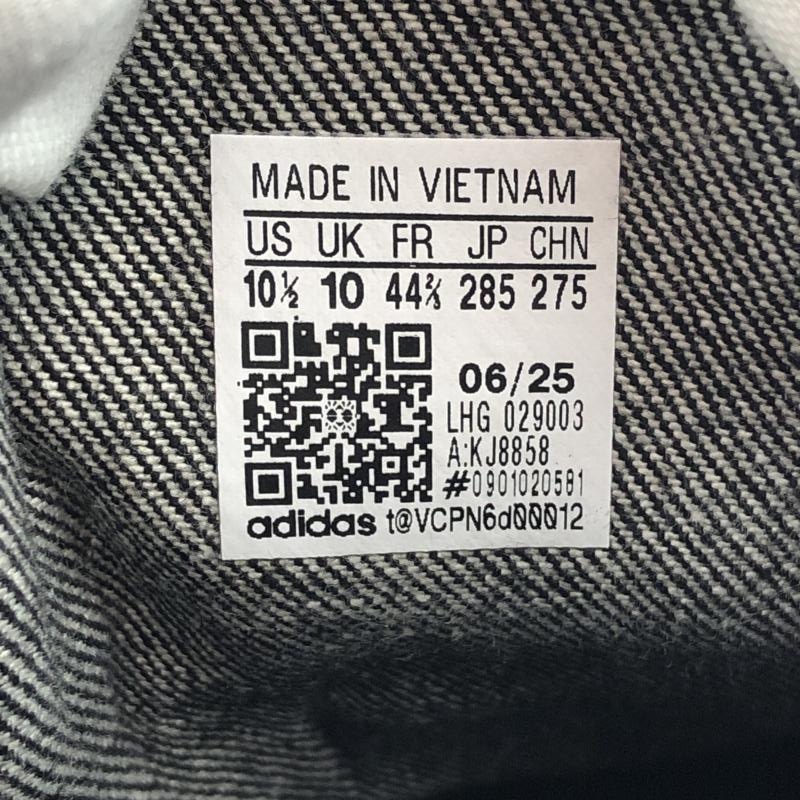 MADE IN VIETNAM
US UK FR JP CHN
10½ 10 44⅔ 285 275
06/25
LHG 029003
A:KJ8858
#0901020581
adidas t@VCPN6d00012